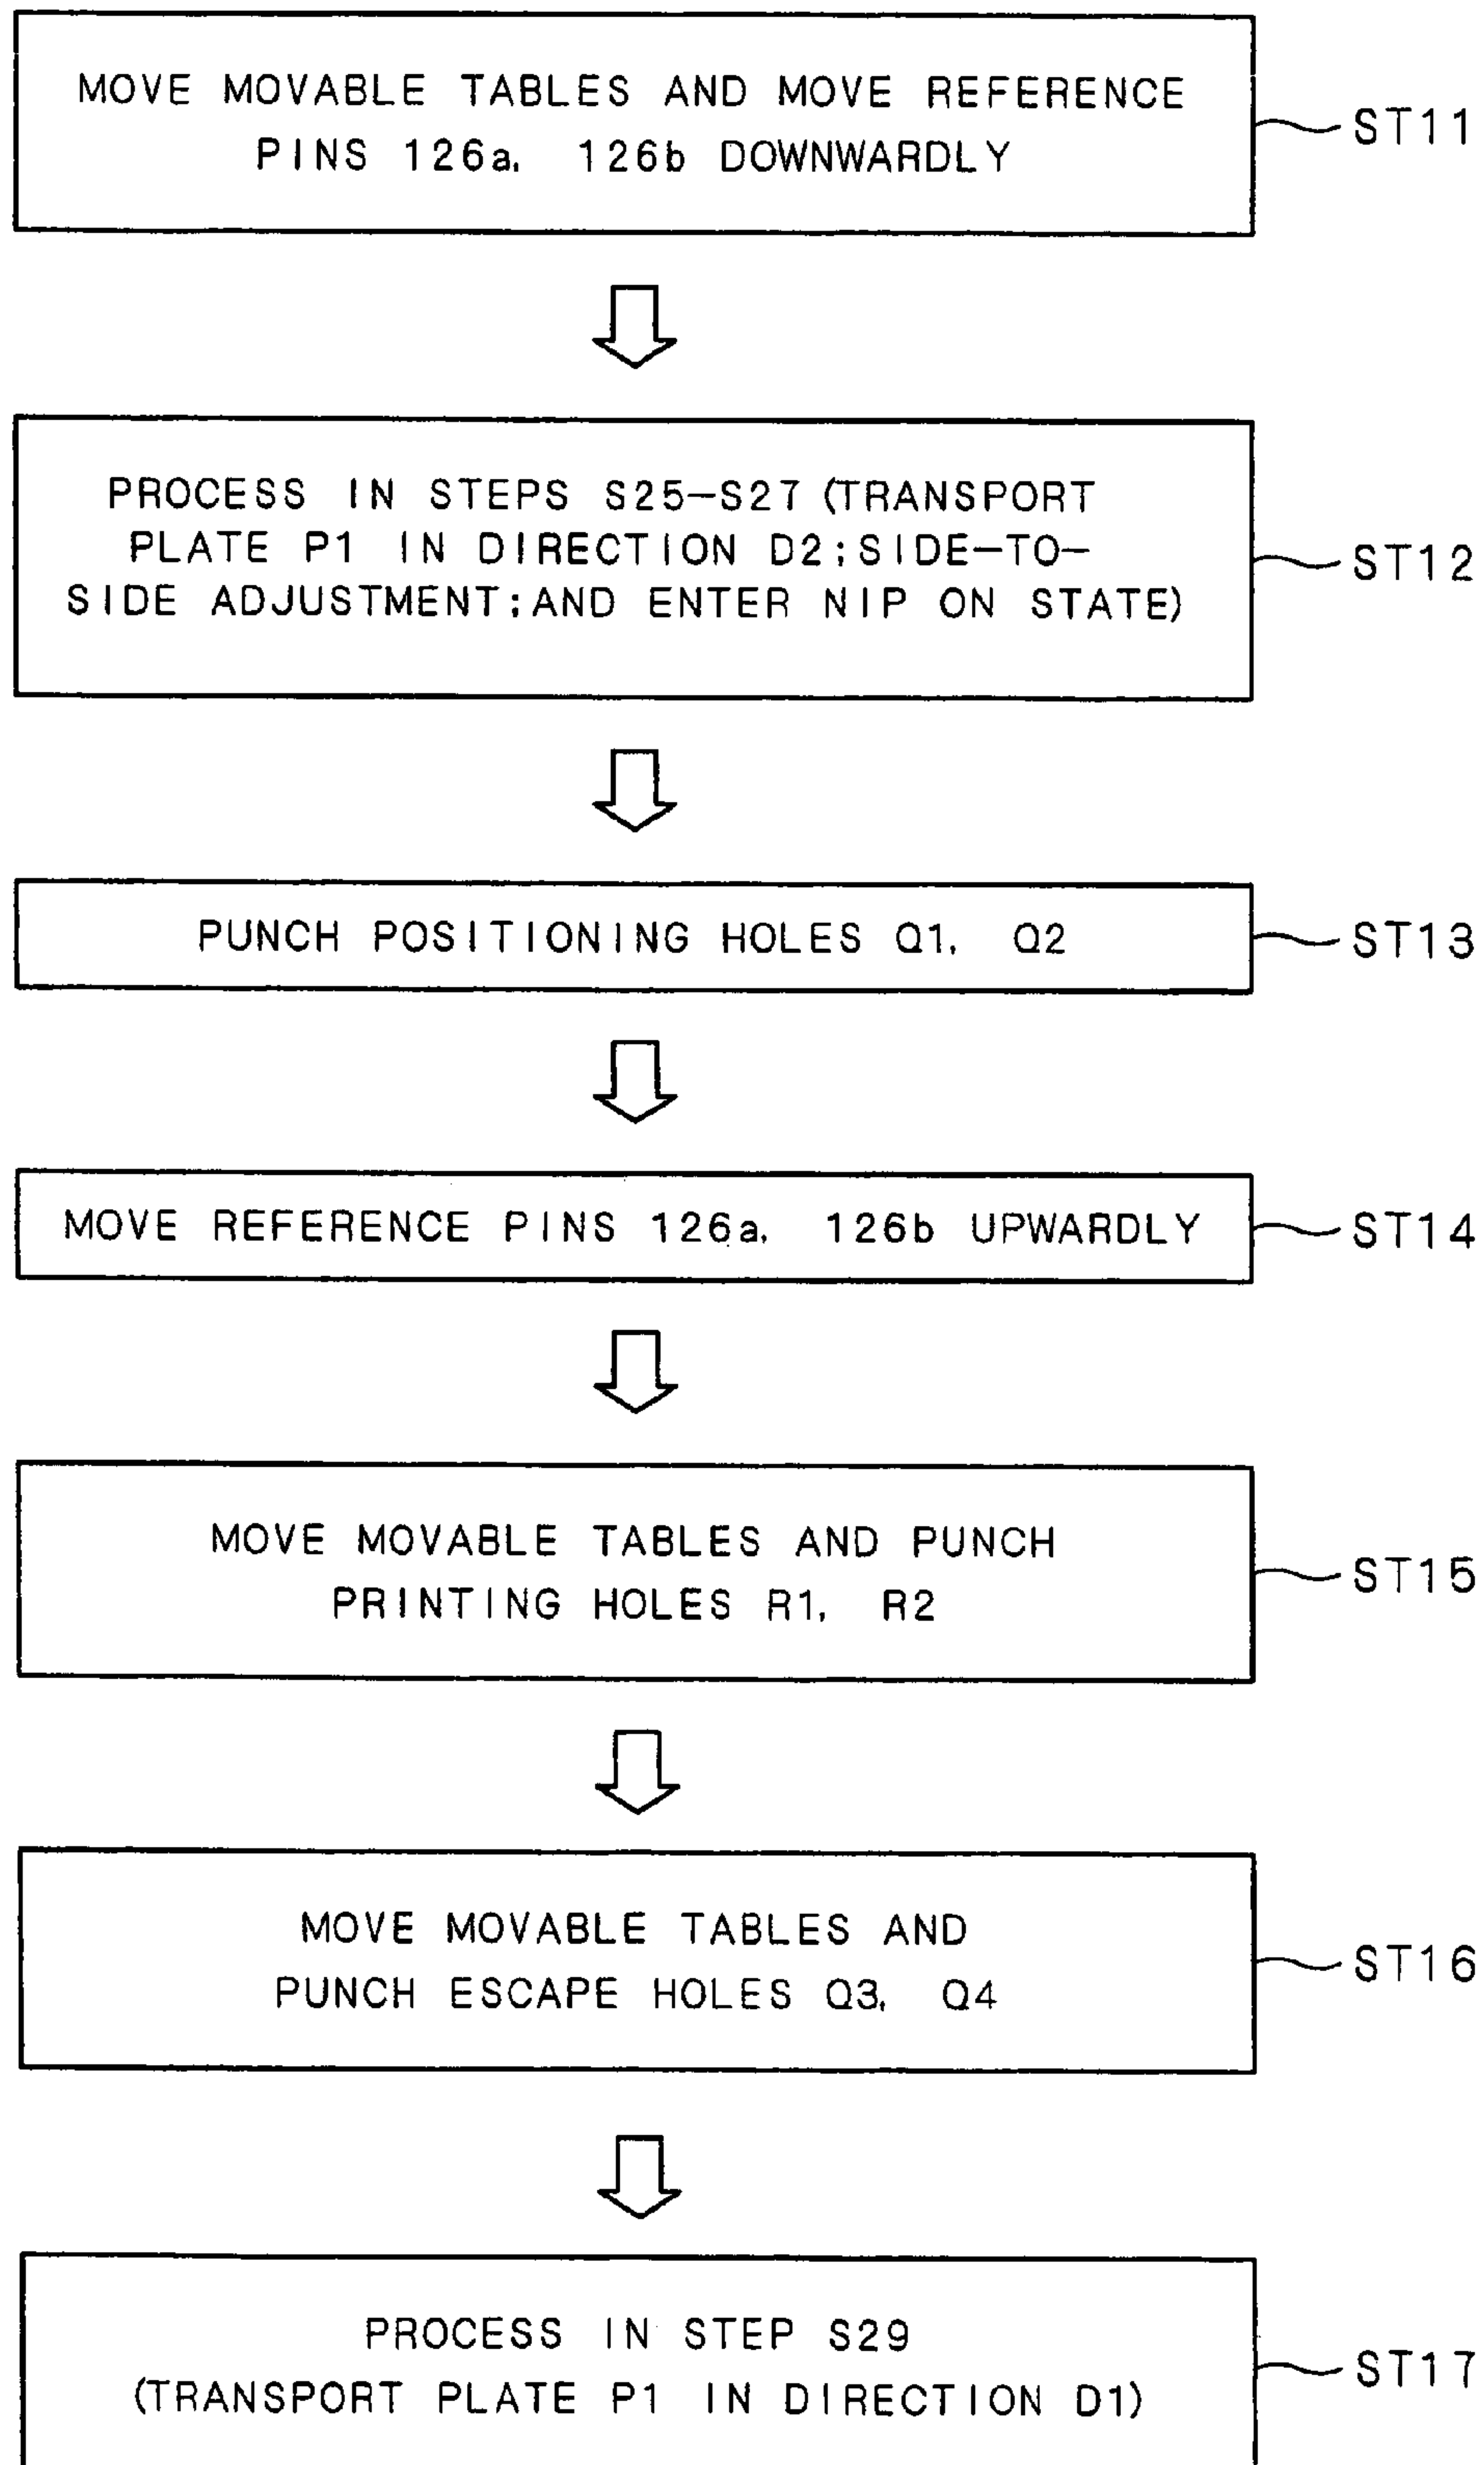 MOVE MOVABLE TABLES AND MOVE REFERENCE
PINS 126a, 126b DOWNWARDLY
ST11
PROCESS IN STEPS S25-S27 (TRANSPORT
PLATE P1 IN DIRECTION D2;SIDE-TO-
SIDE ADJUSTMENT;AND ENTER NIP ON STATE)
ST12
PUNCH POSITIONING HOLES Q1, Q2
ST13
MOVE REFERENCE PINS 126a, 126b UPWARDLY
ST14
MOVE MOVABLE TABLES AND PUNCH
PRINTING HOLES R1, R2
ST15
MOVE MOVABLE TABLES AND
PUNCH ESCAPE HOLES Q3, Q4
ST16
PROCESS IN STEP S29
(TRANSPORT PLATE P1 IN DIRECTION D1)
ST17